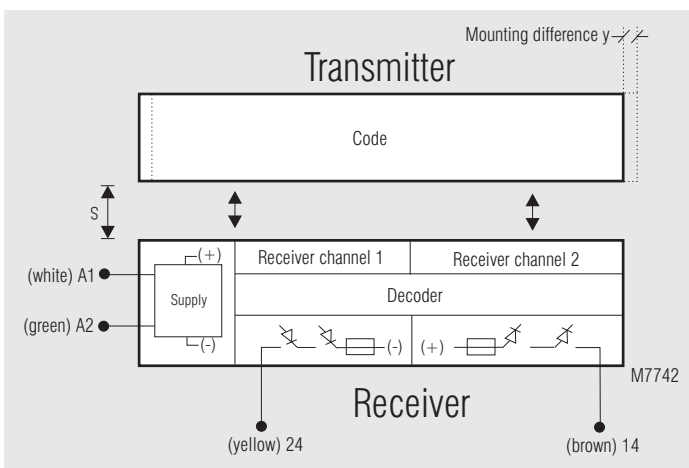 Mounting difference y
Transmitter
Code
S
(+)
Receiver channel 1
Receiver channel 2
(white) A1
Supply
Decoder
(green) A2
(-)
(-)
(+)
M7742
Receiver
(yellow) 24
(brown) 14